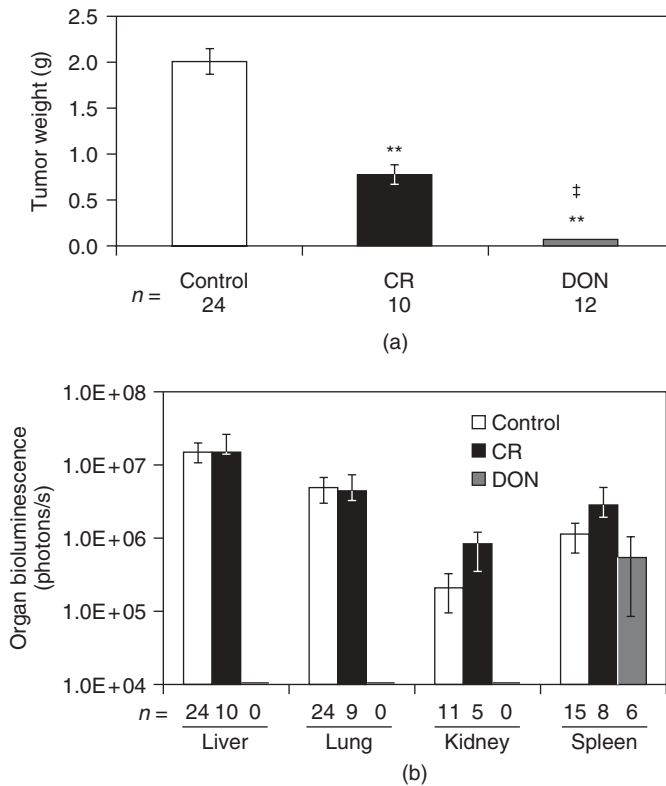 2.5
2.0
1.5
1.0
0.5
0.0
Tumor weight (g)
**
‡
**
Control CR DON
n = 24 10 12
(a)
1.0E+08
1.0E+07
1.0E+06
1.0E+05
1.0E+04
Organ bioluminescence
(photons/s)
Control
CR
DON
n = 24 10 0 24 9 0 11 5 0 15 8 6
Liver Lung Kidney Spleen
(b)